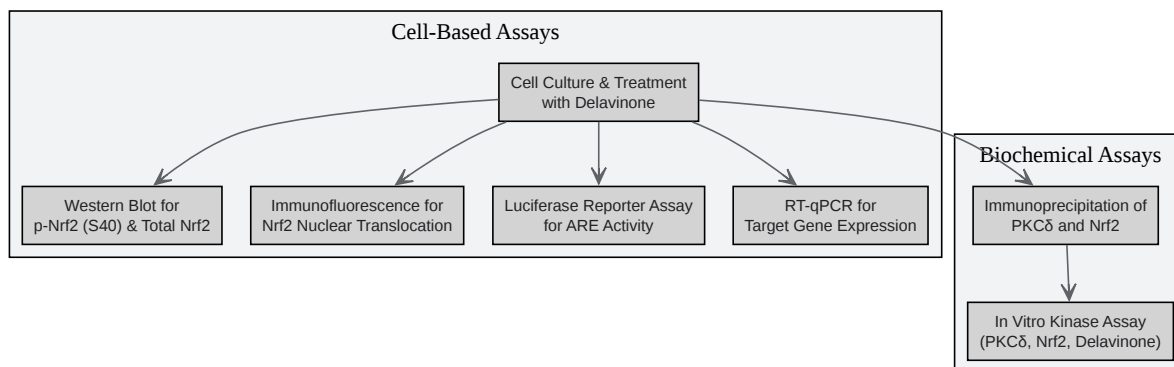 Cell-Based Assays
Cell Culture & Treatment
with Delavinone
Biochemical Assays
Western Blot for
p-Nrf2 (S40) & Total Nrf2
Immunofluorescence for
Nrf2 Nuclear Translocation
Luciferase Reporter Assay
for ARE Activity
RT-qPCR for
Target Gene Expression
Immunoprecipitation of
PKCδ and Nrf2
In Vitro Kinase Assay
(PKCδ, Nrf2, Delavinone)